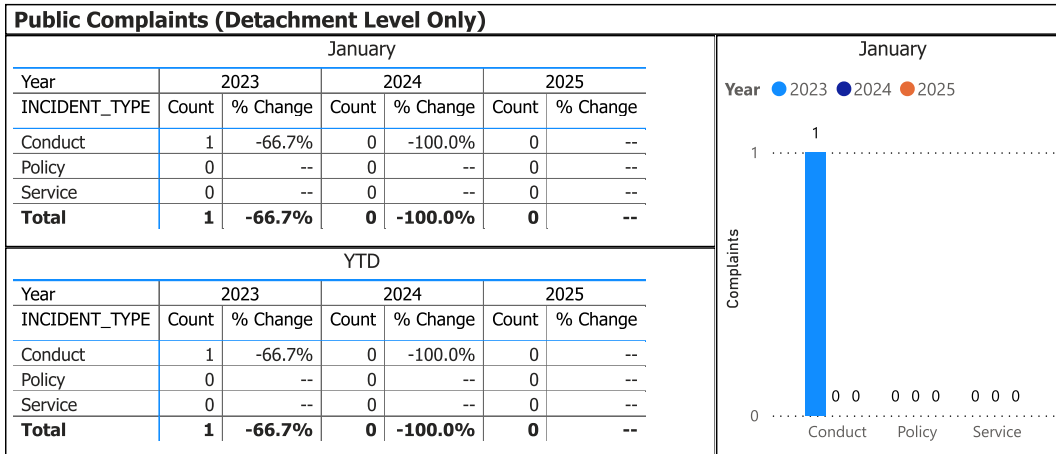 Public Complaints (Detachment Level Only)
January
Year 2023 2024 2025
INCIDENT_TYPE Count % Change Count % Change Count % Change
Conduct 1 -66.7% 0 -100.0% 0 --
Policy 0 -- 0 -- 0 --
Service 0 -- 0 -- 0 --
Total 1 -66.7% 0 -100.0% 0 --
YTD
Year 2023 2024 2025
INCIDENT_TYPE Count % Change Count % Change Count % Change
Conduct 1 -66.7% 0 -100.0% 0 --
Policy 0 -- 0 -- 0 --
Service 0 -- 0 -- 0 --
Total 1 -66.7% 0 -100.0% 0 --
January
Year 2023 2024 2025
1
1
Complaints
0 0 0 0 0 0 0 0
0
Conduct Policy Service